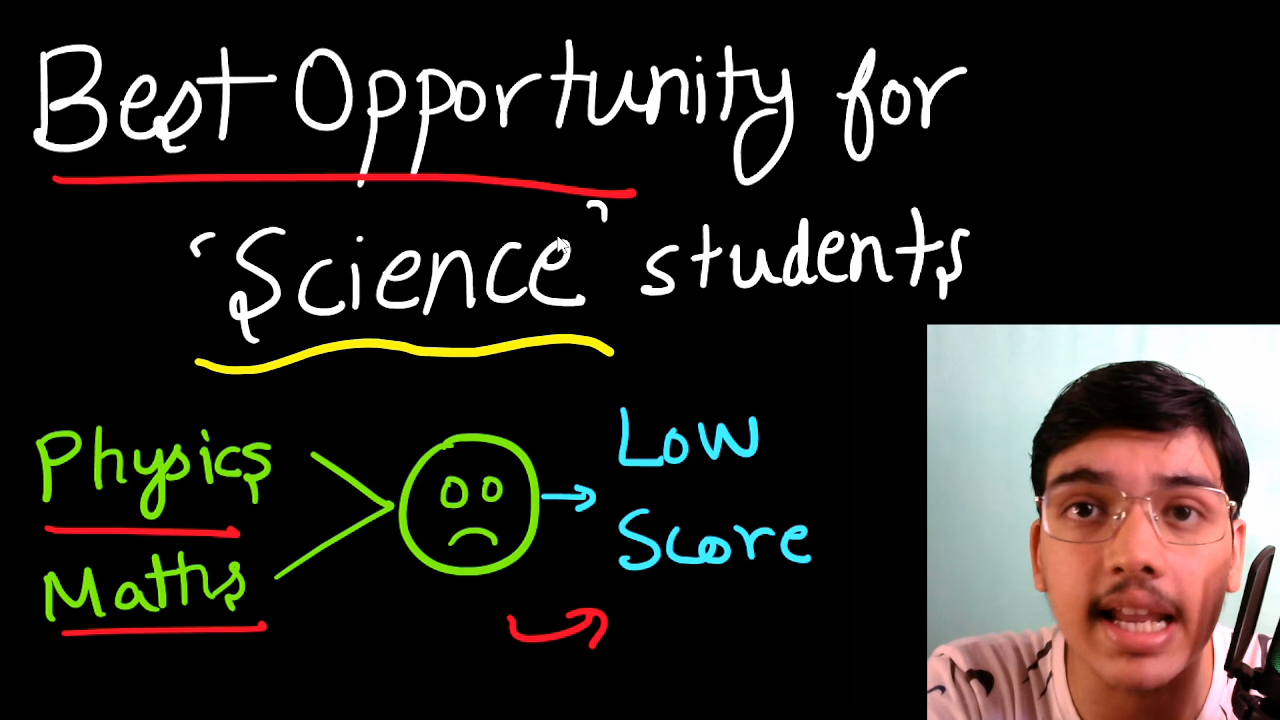 Best Opportunity for
'Science' students
Physics
Maths
Low
Score